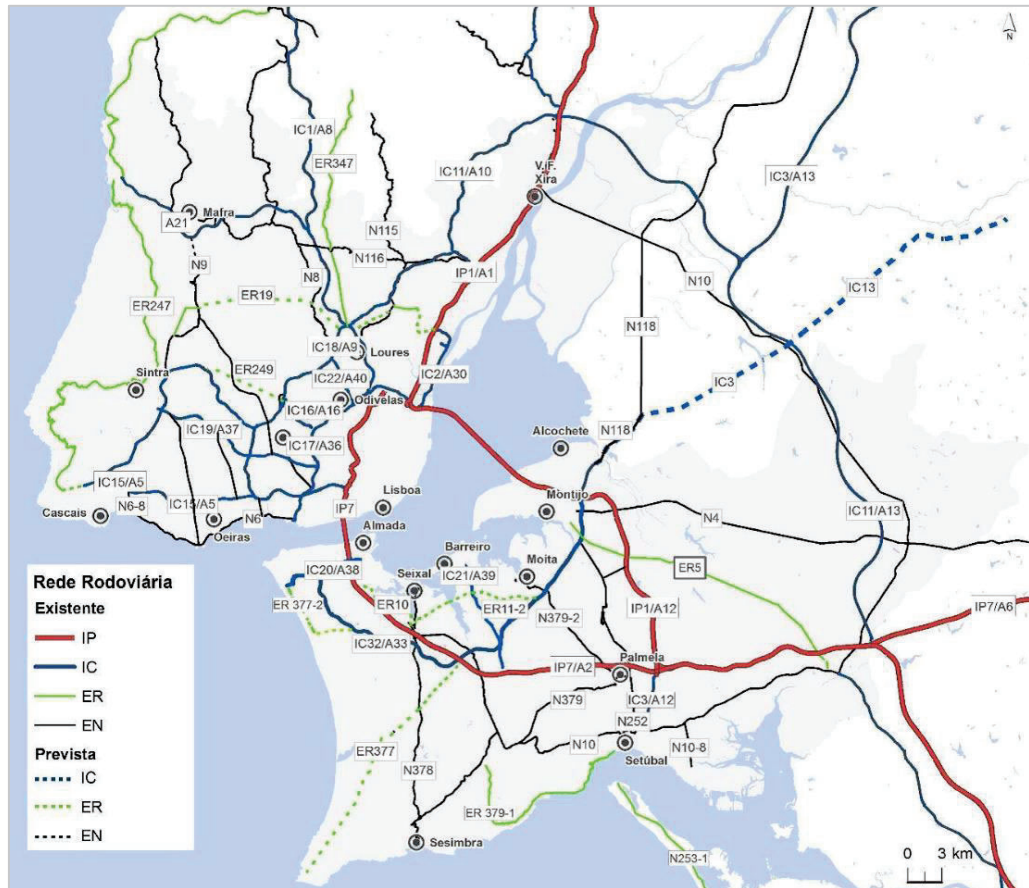 N
IC1/A8
ER347
V.F.
Xira
IC11/A10
IC3/A13
Mafra
A21
N115
N116
N9
N8
IP1/A1
N10
IC13
ER247
ER19
N118
IC18/A9
Loures
ER249
IC2/A30
Sintra
IC22/A40
Odivelas
IC3
IC16/A16
IC19/A37
IC17/A36
N118
Alcochete
IC15/A5
IC15/A5
Lisboa
Montijo
N6-8
IP7
N4
IC11/A13
Cascais
N6
Oeiras
Almada
Barreiro
Moita
IC20/A38
Seixal
IC21/A39
ER5
Rede Rodoviária
Existente
IP
IC
ER
EN
Prevista
IC
ER
EN
ER 377-2
ER10
ER11-2
N379-2
IP1/A12
IP7/A6
IC32/A33
Palmela
IP7/A2
N379
IC3/A12
N252
ER377
N10
N10-8
N378
Setúbal
ER 379-1
Sesimbra
N253-1
0 3 km